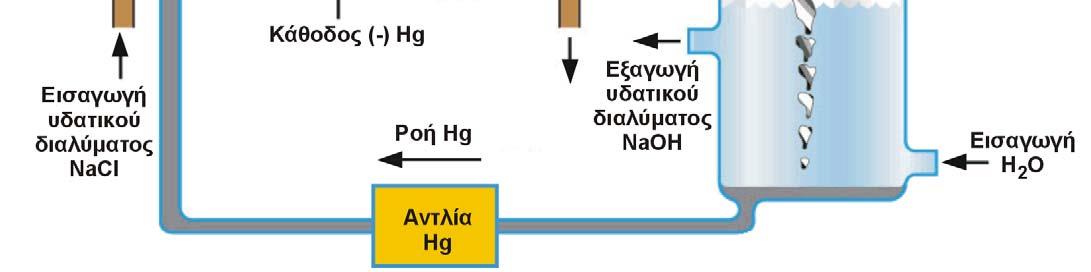 Κάθοδος (-) Hg
Εισαγωγή
υδατικού
διαλύματος
NaCl
Ροή Hg
Αντλία
Hg
Εξαγωγή
υδατικού
διαλύματος
NaOH
Εισαγωγή
H₂O